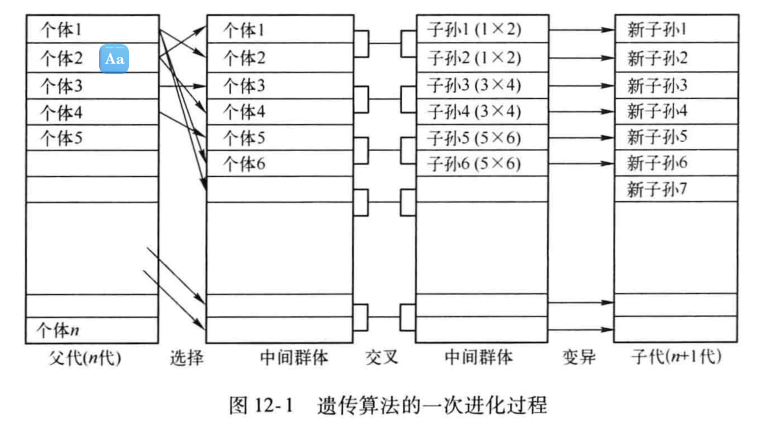 个体1 个体1 子孙1 (1×2) 新子孙1
个体2 Aa 个体2 子孙2 (1×2) 新子孙2
个体3 个体3 子孙3 (3×4) 新子孙3
个体4 个体4 子孙4 (3×4) 新子孙4
个体5 个体5 子孙5 (5×6) 新子孙5
个体6 子孙6 (5×6) 新子孙6
新子孙7
个体n
父代(n代) 选择 中间群体 交叉 中间群体 变异 子代(n+1代)
图 12-1 遗传算法的一次进化过程